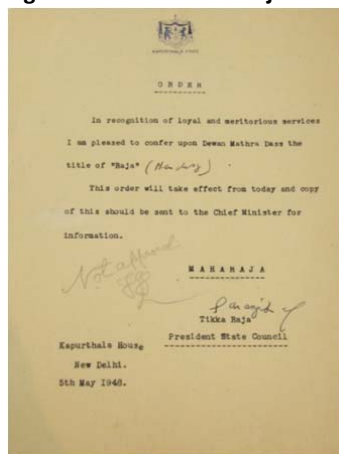 KAPURTHALA STATE
O R D E R
In recognition of loyal and meritorious services
I am pleased to confer upon Dewan Mathra Dass the
title of "Raja"
This order will take effect from today and copy
of this should be sent to the Chief Minister for
information.
Not approved
M A H A R A J A
Tikka Raja
President State Council
Kapurthala House
New Delhi.
5th May 1948.